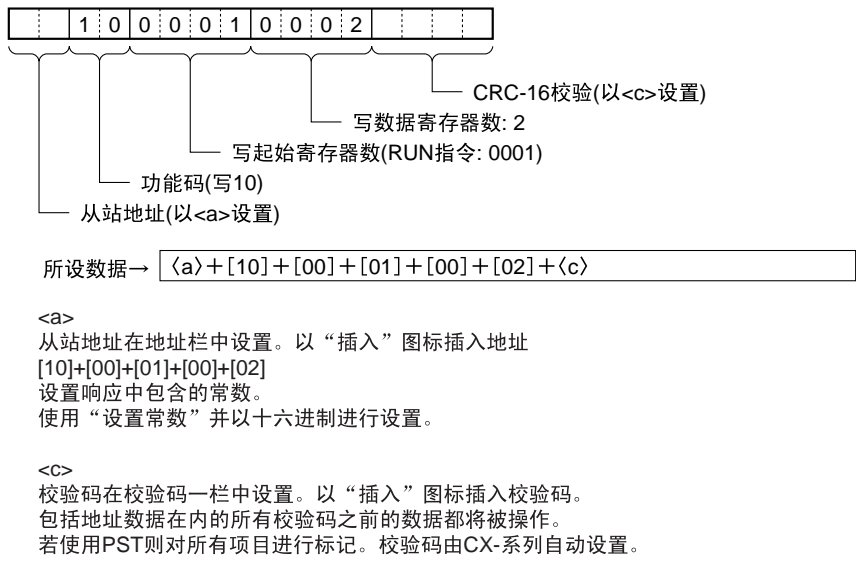 1 0 0 0 0 1 0 0 0 2
CRC-16校验(以<c>设置)
写数据寄存器数: 2
写起始寄存器数(RUN指令: 0001)
功能码(写10)
从站地址(以<a>设置)
所设数据→ 〈a〉＋[10]＋[00]＋[01]＋[00]＋[02]＋〈c〉
<a>
从站地址在地址栏中设置。以“插入”图标插入地址
[10]+[00]+[01]+[00]+[02]
设置响应中包含的常数。
使用“设置常数”并以十六进制进行设置。
<c>
校验码在校验码一栏中设置。以“插入”图标插入校验码。
包括地址数据在内的所有校验码之前的数据都将被操作。
若使用PST则对所有项目进行标记。校验码由CX-系列自动设置。